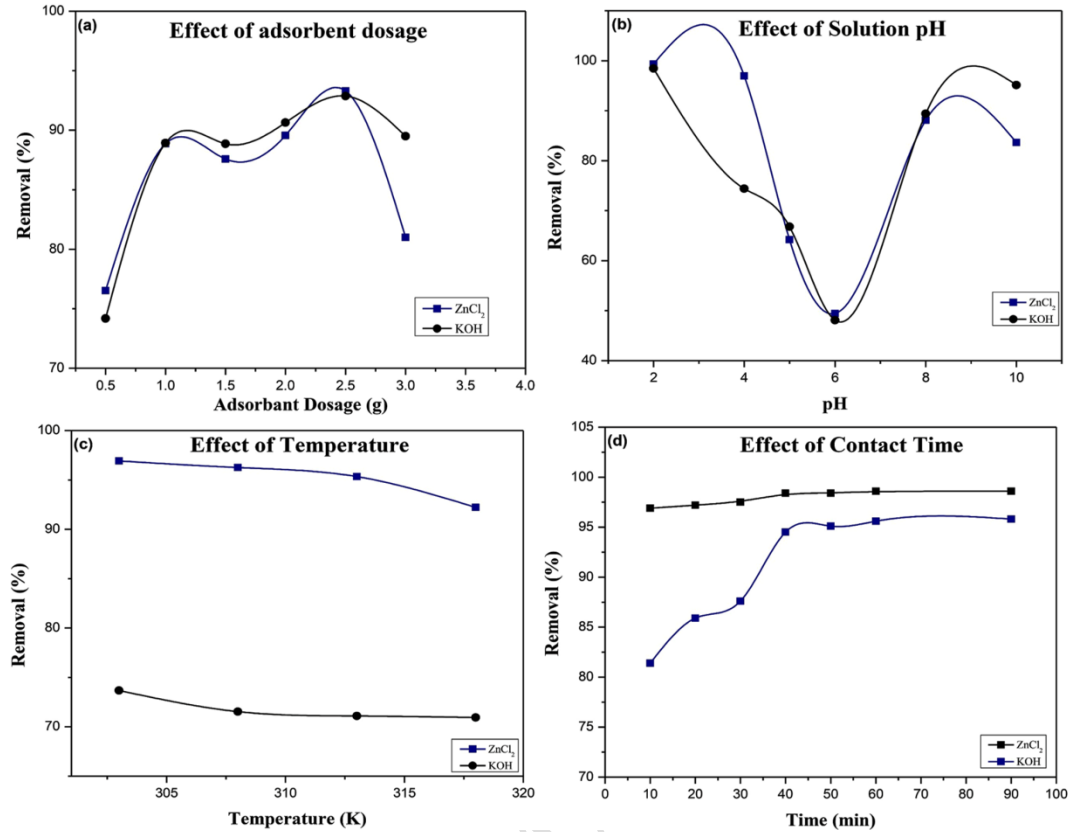 (a) Effect of adsorbent dosage
Removal (%)
100
90
80
70
0.5 1.0 1.5 2.0 2.5 3.0 3.5 4.0
Adsorbant Dosage (g)
ZnCl₂
KOH
(b) Effect of Solution pH
Removal (%)
100
80
60
40
2 4 6 8 10
pH
ZnCl₂
KOH
(c) Effect of Temperature
Removal (%)
100
90
80
70
305 310 315 320
Temperature (K)
ZnCl₂
KOH
(d) Effect of Contact Time
Removal (%)
105
100
95
90
85
80
75
70
0 10 20 30 40 50 60 70 80 90 100
Time (min)
ZnCl₂
KOH